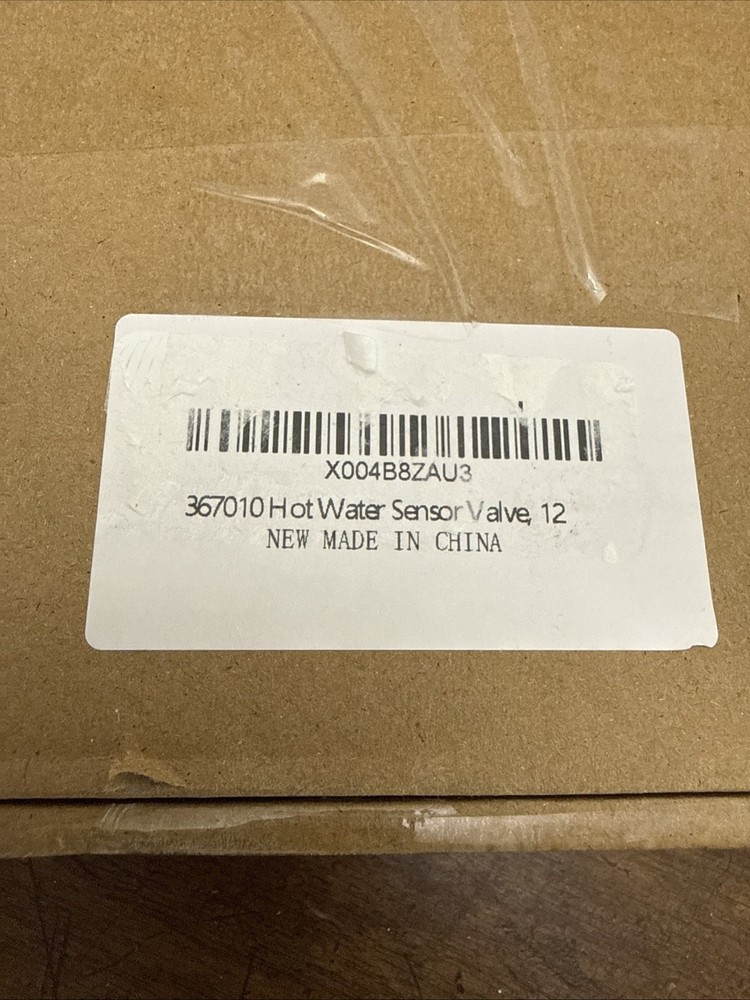 X004B8ZAU3
367010 Hot Water Sensor Valve, 12
NEW MADE IN CHINA